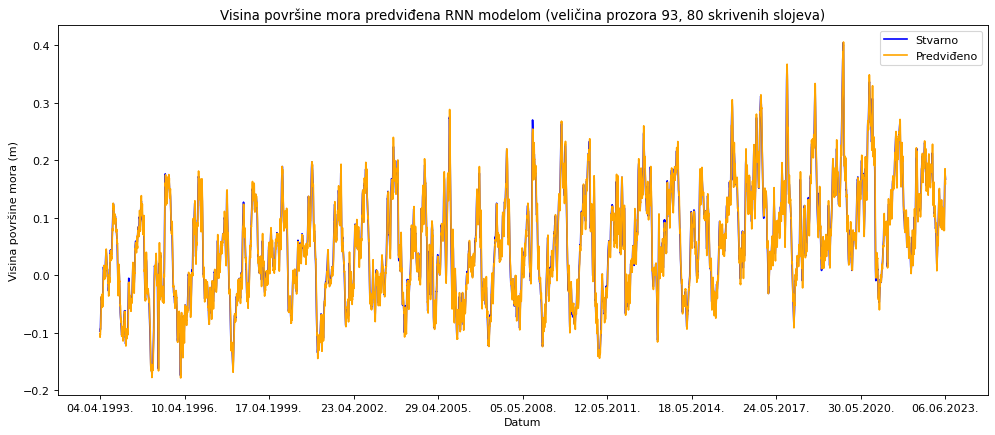 Visina površine mora predviđena RNN modelom (veličina prozora 93, 80 skrivenih slojeva)
Stvarno
Predviđeno
Visina površine mora (m)
0.4
0.3
0.2
0.1
0.0
−0.1
−0.2
04.04.1993. 10.04.1996. 17.04.1999. 23.04.2002. 29.04.2005. 05.05.2008. 12.05.2011. 18.05.2014. 24.05.2017. 30.05.2020. 06.06.2023.
Datum